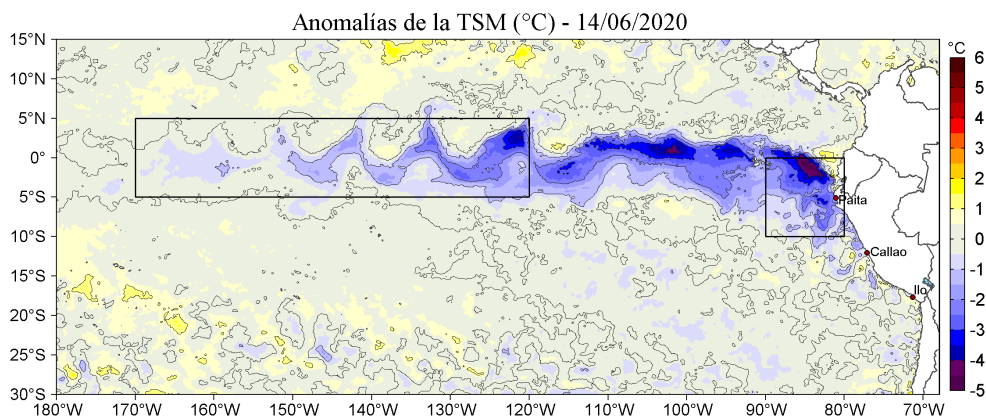 Anomalías de la TSM (°C) - 14/06/2020
15°N
10°N
5°N
0°
5°S
10°S
15°S
20°S
25°S
30°S
180°W
170°W
160°W
150°W
140°W
130°W
120°W
110°W
100°W
90°W
80°W
70°W
Paita
Callao
Ilo
°C
6
5
4
3
2
1
0
-1
-2
-3
-4
-5